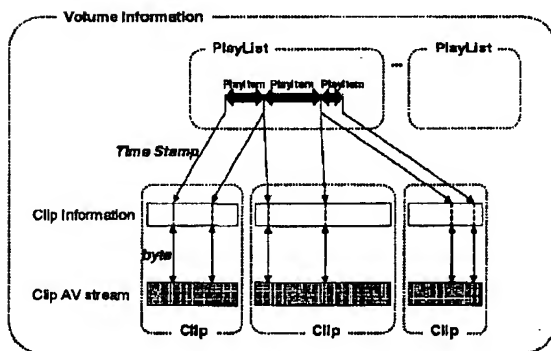 Volume Information
PlayList
...
PlayList
PlayItem PlayItem PlayItem
Time Stamp
Clip Information
byte
Clip AV stream
Clip
Clip
Clip